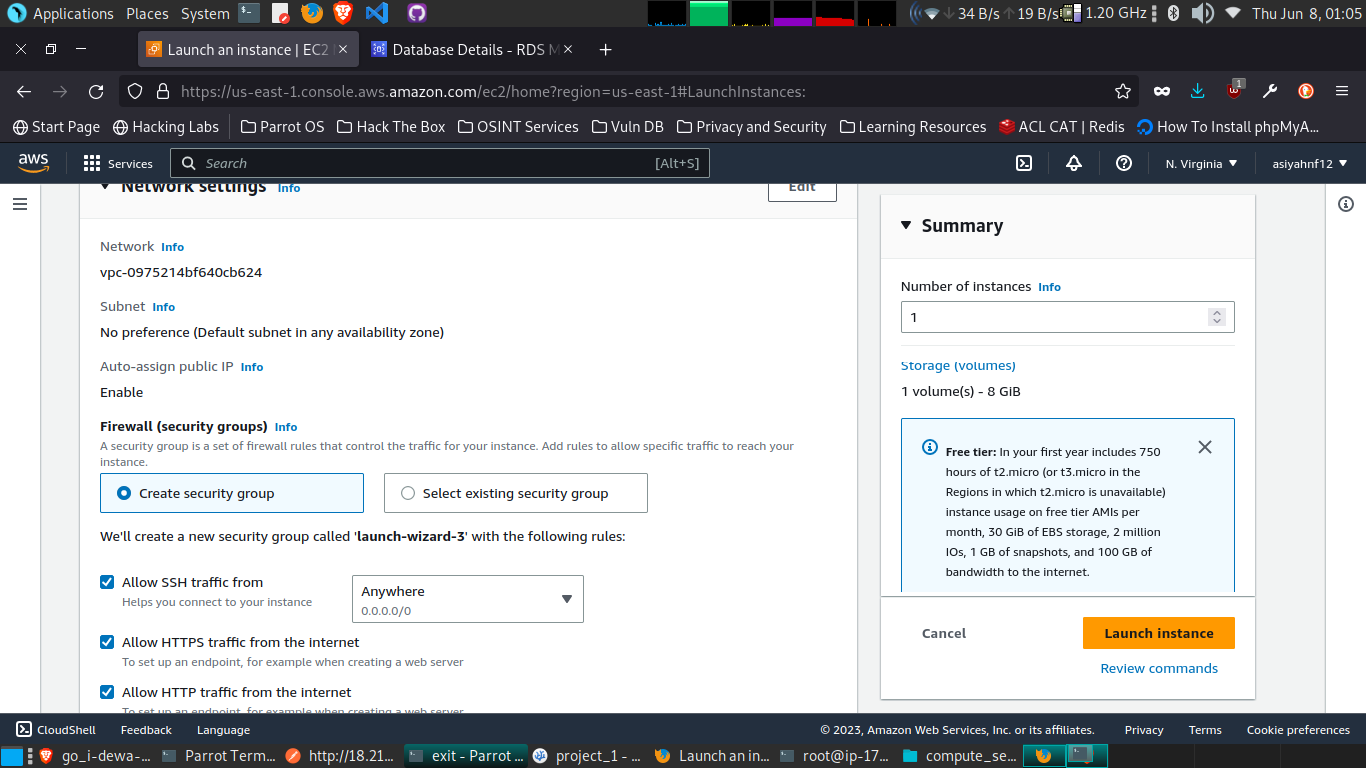 Applications Places System 34 B/s 19 B/s 1.20 GHz Thu Jun 8, 01:05
Launch an instance | EC2 Database Details - RDS M
https://us-east-1.console.aws.amazon.com/ec2/home?region=us-east-1#LaunchInstances:
Start Page Hacking Labs Parrot OS Hack The Box OSINT Services Vuln DB Privacy and Security Learning Resources ACL CAT | Redis How To Install phpMyA...
aws Services Search [Alt+S] N. Virginia asiyahnf12
Network settings Info Edit
Network Info
vpc-0975214bf640cb624
Subnet Info
No preference (Default subnet in any availability zone)
Auto-assign public IP Info
Enable
Firewall (security groups) Info
A security group is a set of firewall rules that control the traffic for your instance. Add rules to allow specific traffic to reach your
instance.
Create security group Select existing security group
We'll create a new security group called 'launch-wizard-3' with the following rules:
Allow SSH traffic from
Helps you connect to your instance
Anywhere
0.0.0.0/0
Allow HTTPS traffic from the internet
To set up an endpoint, for example when creating a web server
Allow HTTP traffic from the internet
To set up an endpoint, for example when creating a web server
Summary
Number of instances Info
1
Storage (volumes)
1 volume(s) - 8 GiB
Free tier: In your first year includes 750
hours of t2.micro (or t3.micro in the
Regions in which t2.micro is unavailable)
instance usage on free tier AMIs per
month, 30 GiB of EBS storage, 2 million
IOs, 1 GB of snapshots, and 100 GB of
bandwidth to the internet.
Cancel Launch instance
Review commands
CloudShell Feedback Language © 2023, Amazon Web Services, Inc. or its affiliates. Privacy Terms Cookie preferences
go_i-dewa-... Parrot Term... http://18.21... exit - Parrot ... project_1 - ... Launch an in... root@ip-17... compute_se...